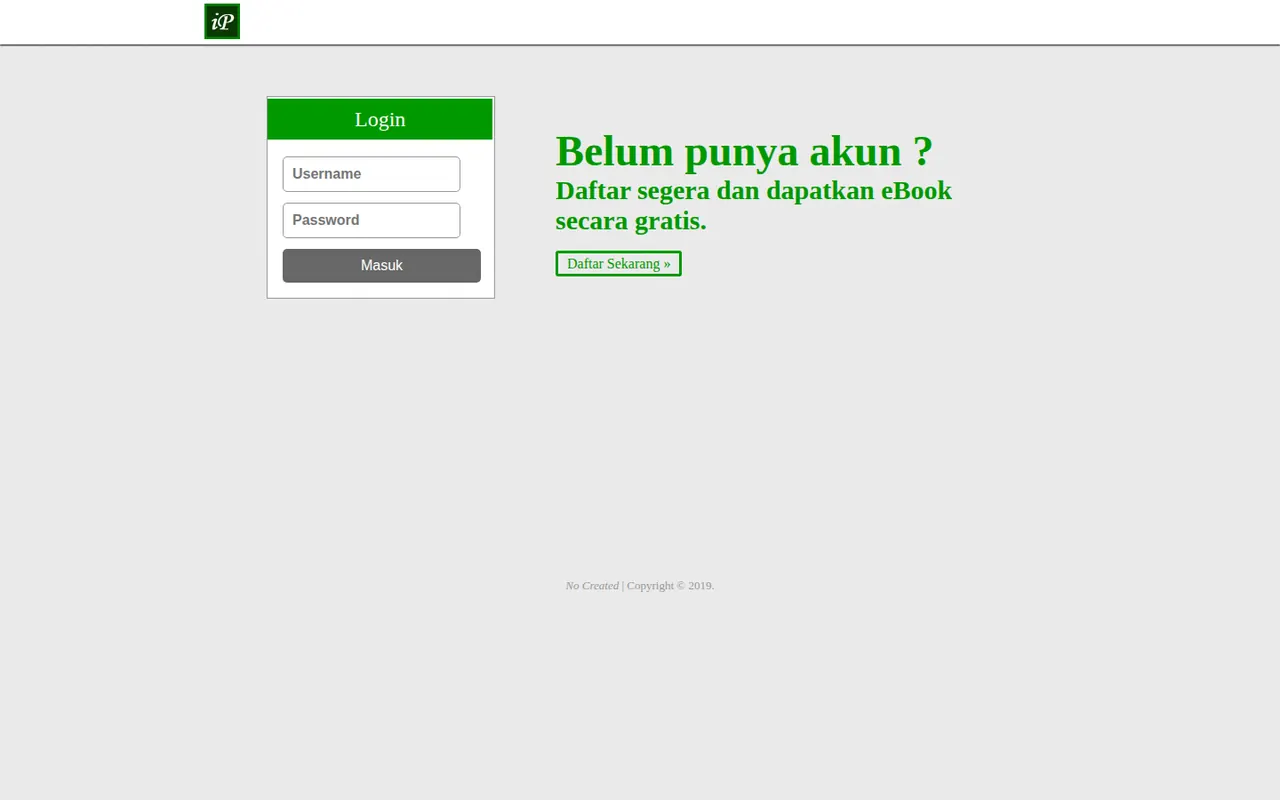 iP
Login
Username
Password
Masuk
Belum punya akun ?
Daftar segera dan dapatkan eBook
secara gratis.
Daftar Sekarang »
No Created | Copyright © 2019.